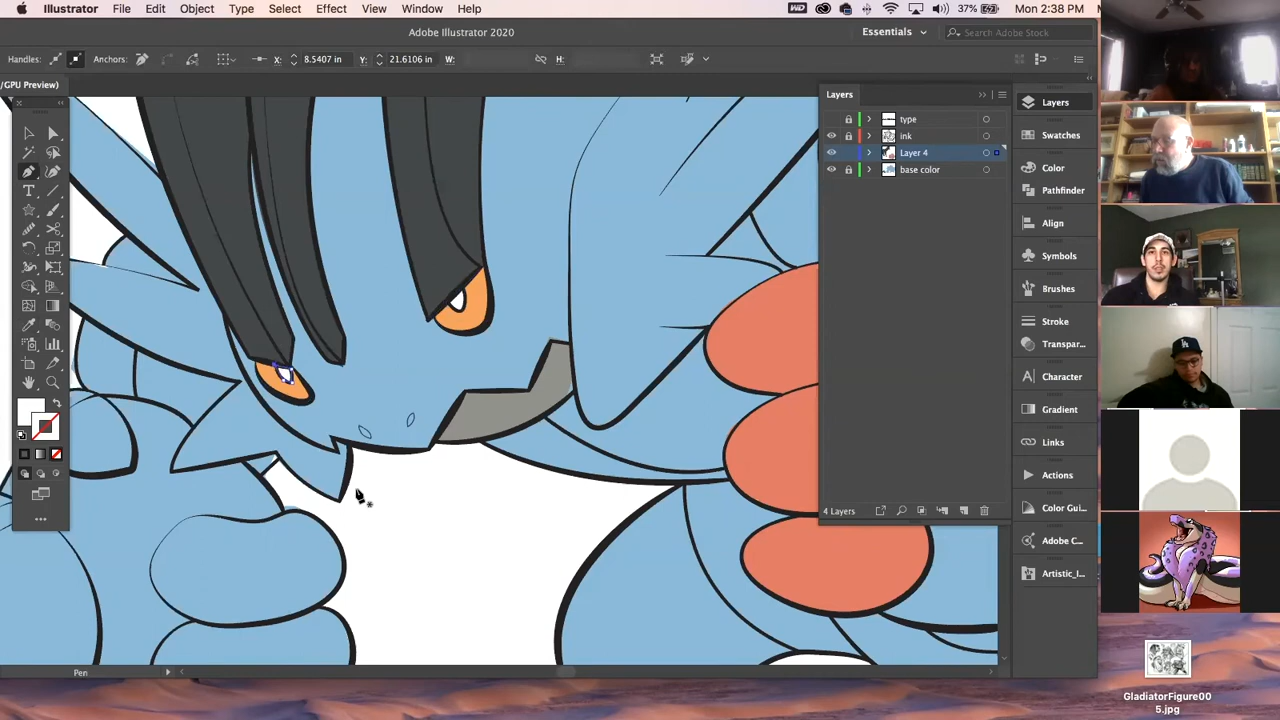 Illustrator File Edit Object Type Select Effect View Window Help
37% Mon 2:38 PM
Adobe Illustrator 2020
Essentials
Search Adobe Stock
Handles: Anchors: X: 8.5407 in Y: 21.6106 in W: H:
/GPU Preview)
Layers
type
ink
Layer 4
base color
4 Layers
Layers
Swatches
Color
Pathfinder
Align
Symbols
Brushes
Stroke
Transpar...
Character
Gradient
Links
Actions
Color Gui...
Adobe C...
Artistic_I...
Pen
LA
GladiatorFigure00
5.jpg